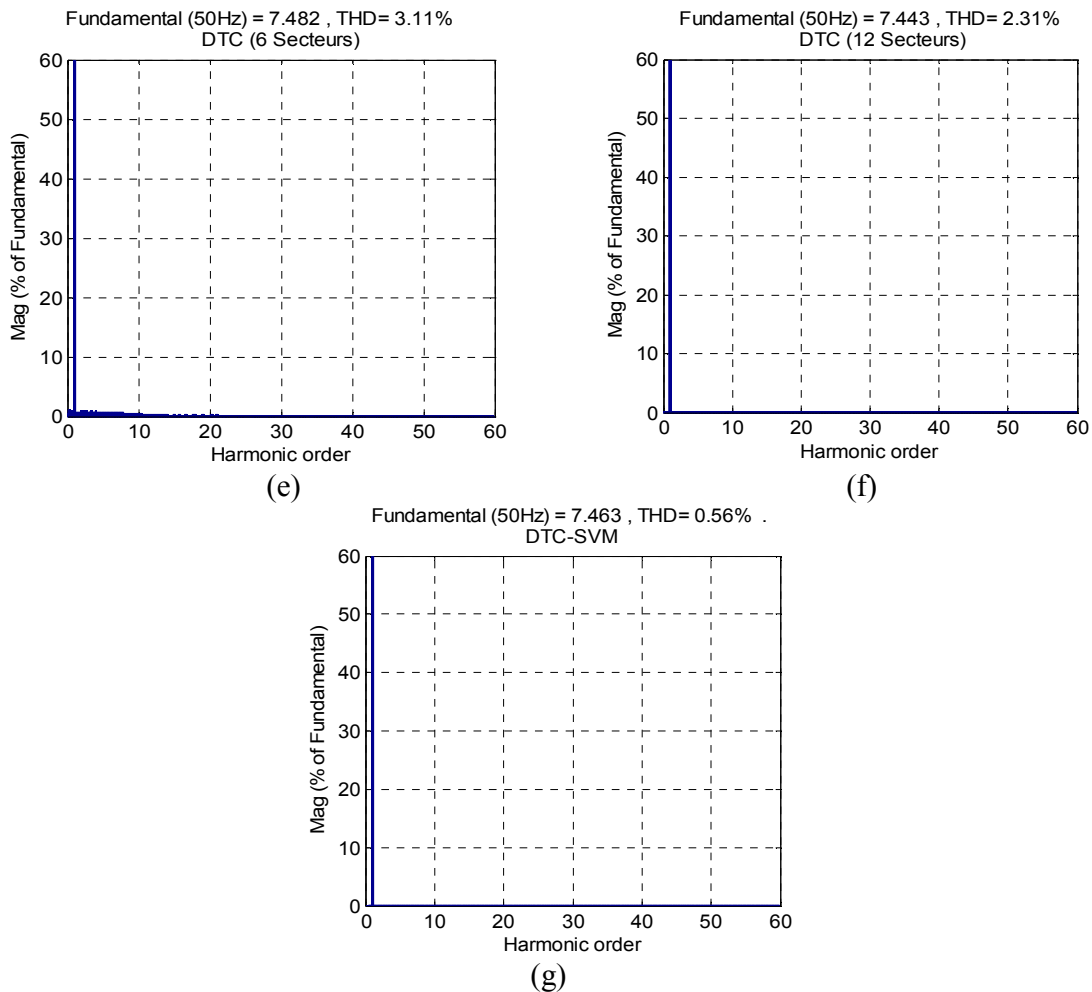 Fundamental (50Hz) = 7.482 , THD= 3.11%
DTC (6 Secteurs)
60
50
40
30
20
10
0
Mag (% of Fundamental)
0 10 20 30 40 50 60
Harmonic order
(e)
Fundamental (50Hz) = 7.443 , THD= 2.31%
DTC (12 Secteurs)
60
50
40
30
20
10
0
Mag (% of Fundamental)
0 10 20 30 40 50 60
Harmonic order
(f)
Fundamental (50Hz) = 7.463 , THD= 0.56% .
DTC-SVM
60
50
40
30
20
10
0
Mag (% of Fundamental)
0 10 20 30 40 50 60
Harmonic order
(g)